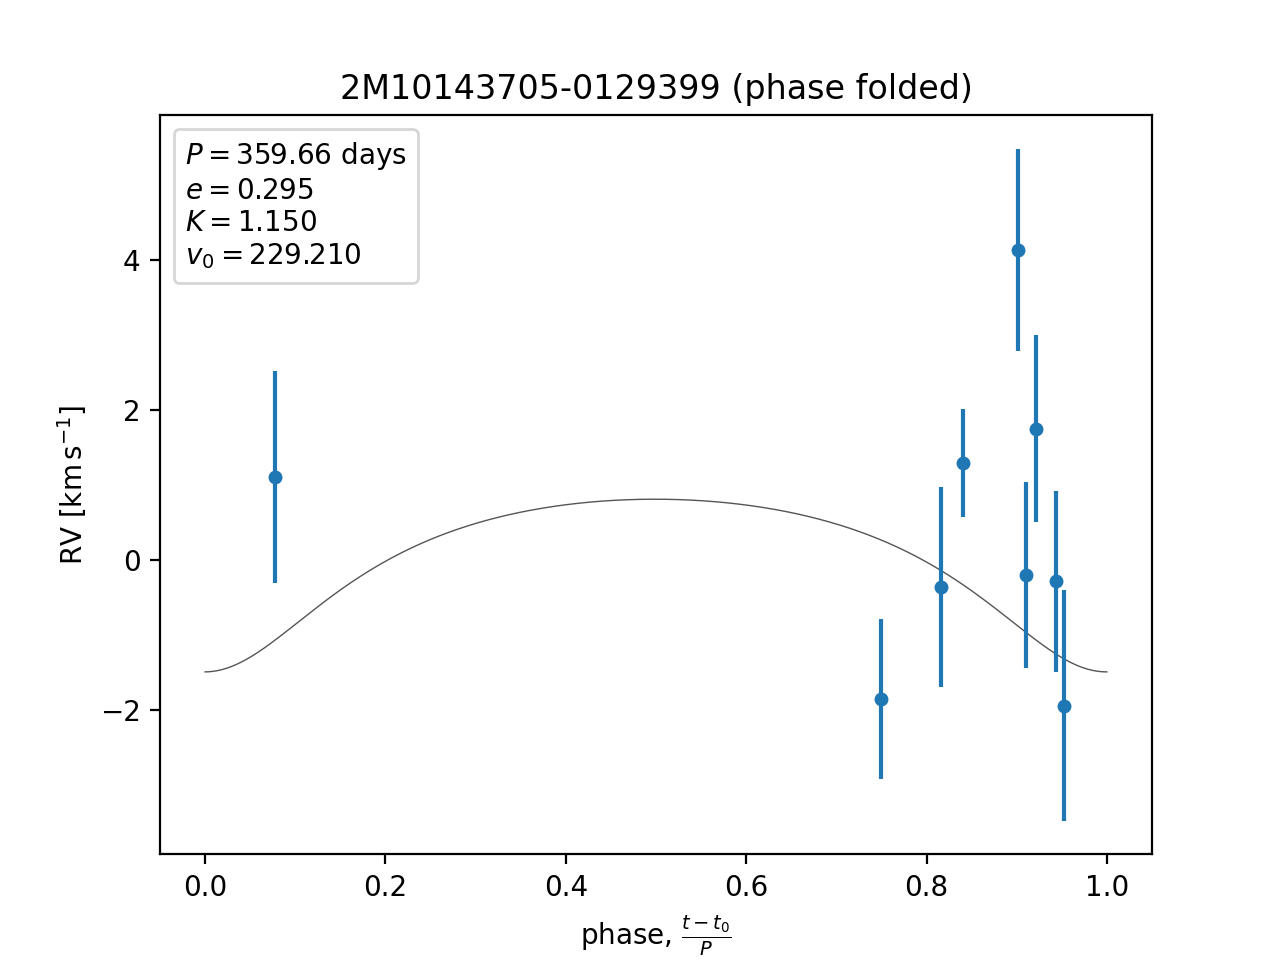 2M10143705-0129399 (phase folded)
P = 359.66 days
e = 0.295
K = 1.150
v₀ = 229.210
4
2
0
−2
RV [km s⁻¹]
0.0 0.2 0.4 0.6 0.8 1.0
phase, (t − t₀)/P